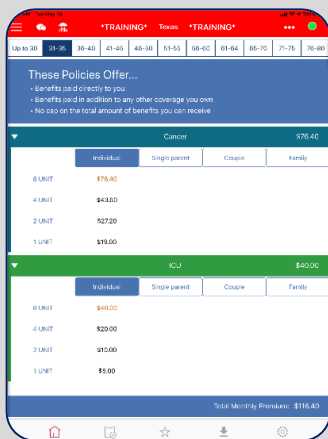 Tue May 14
*TRAINING* Texas *TRAINING*
Up to 30 31-35 36-40 41-45 46-50 51-55 56-60 61-64 65-70 71-75 76-80
These Policies Offer...
• Benefits paid directly to you
• Benefits paid in addition to any other coverage you own
• No cap on the total amount of benefits you can receive
Cancer $76.40
Individual Single parent Couple Family
8 UNIT $76.40
4 UNIT $43.60
2 UNIT $27.20
1 UNIT $19.00
ICU $40.00
Individual Single parent Couple Family
8 UNIT $40.00
4 UNIT $20.00
2 UNIT $10.00
1 UNIT $5.00
Total Monthly Premium: $116.40